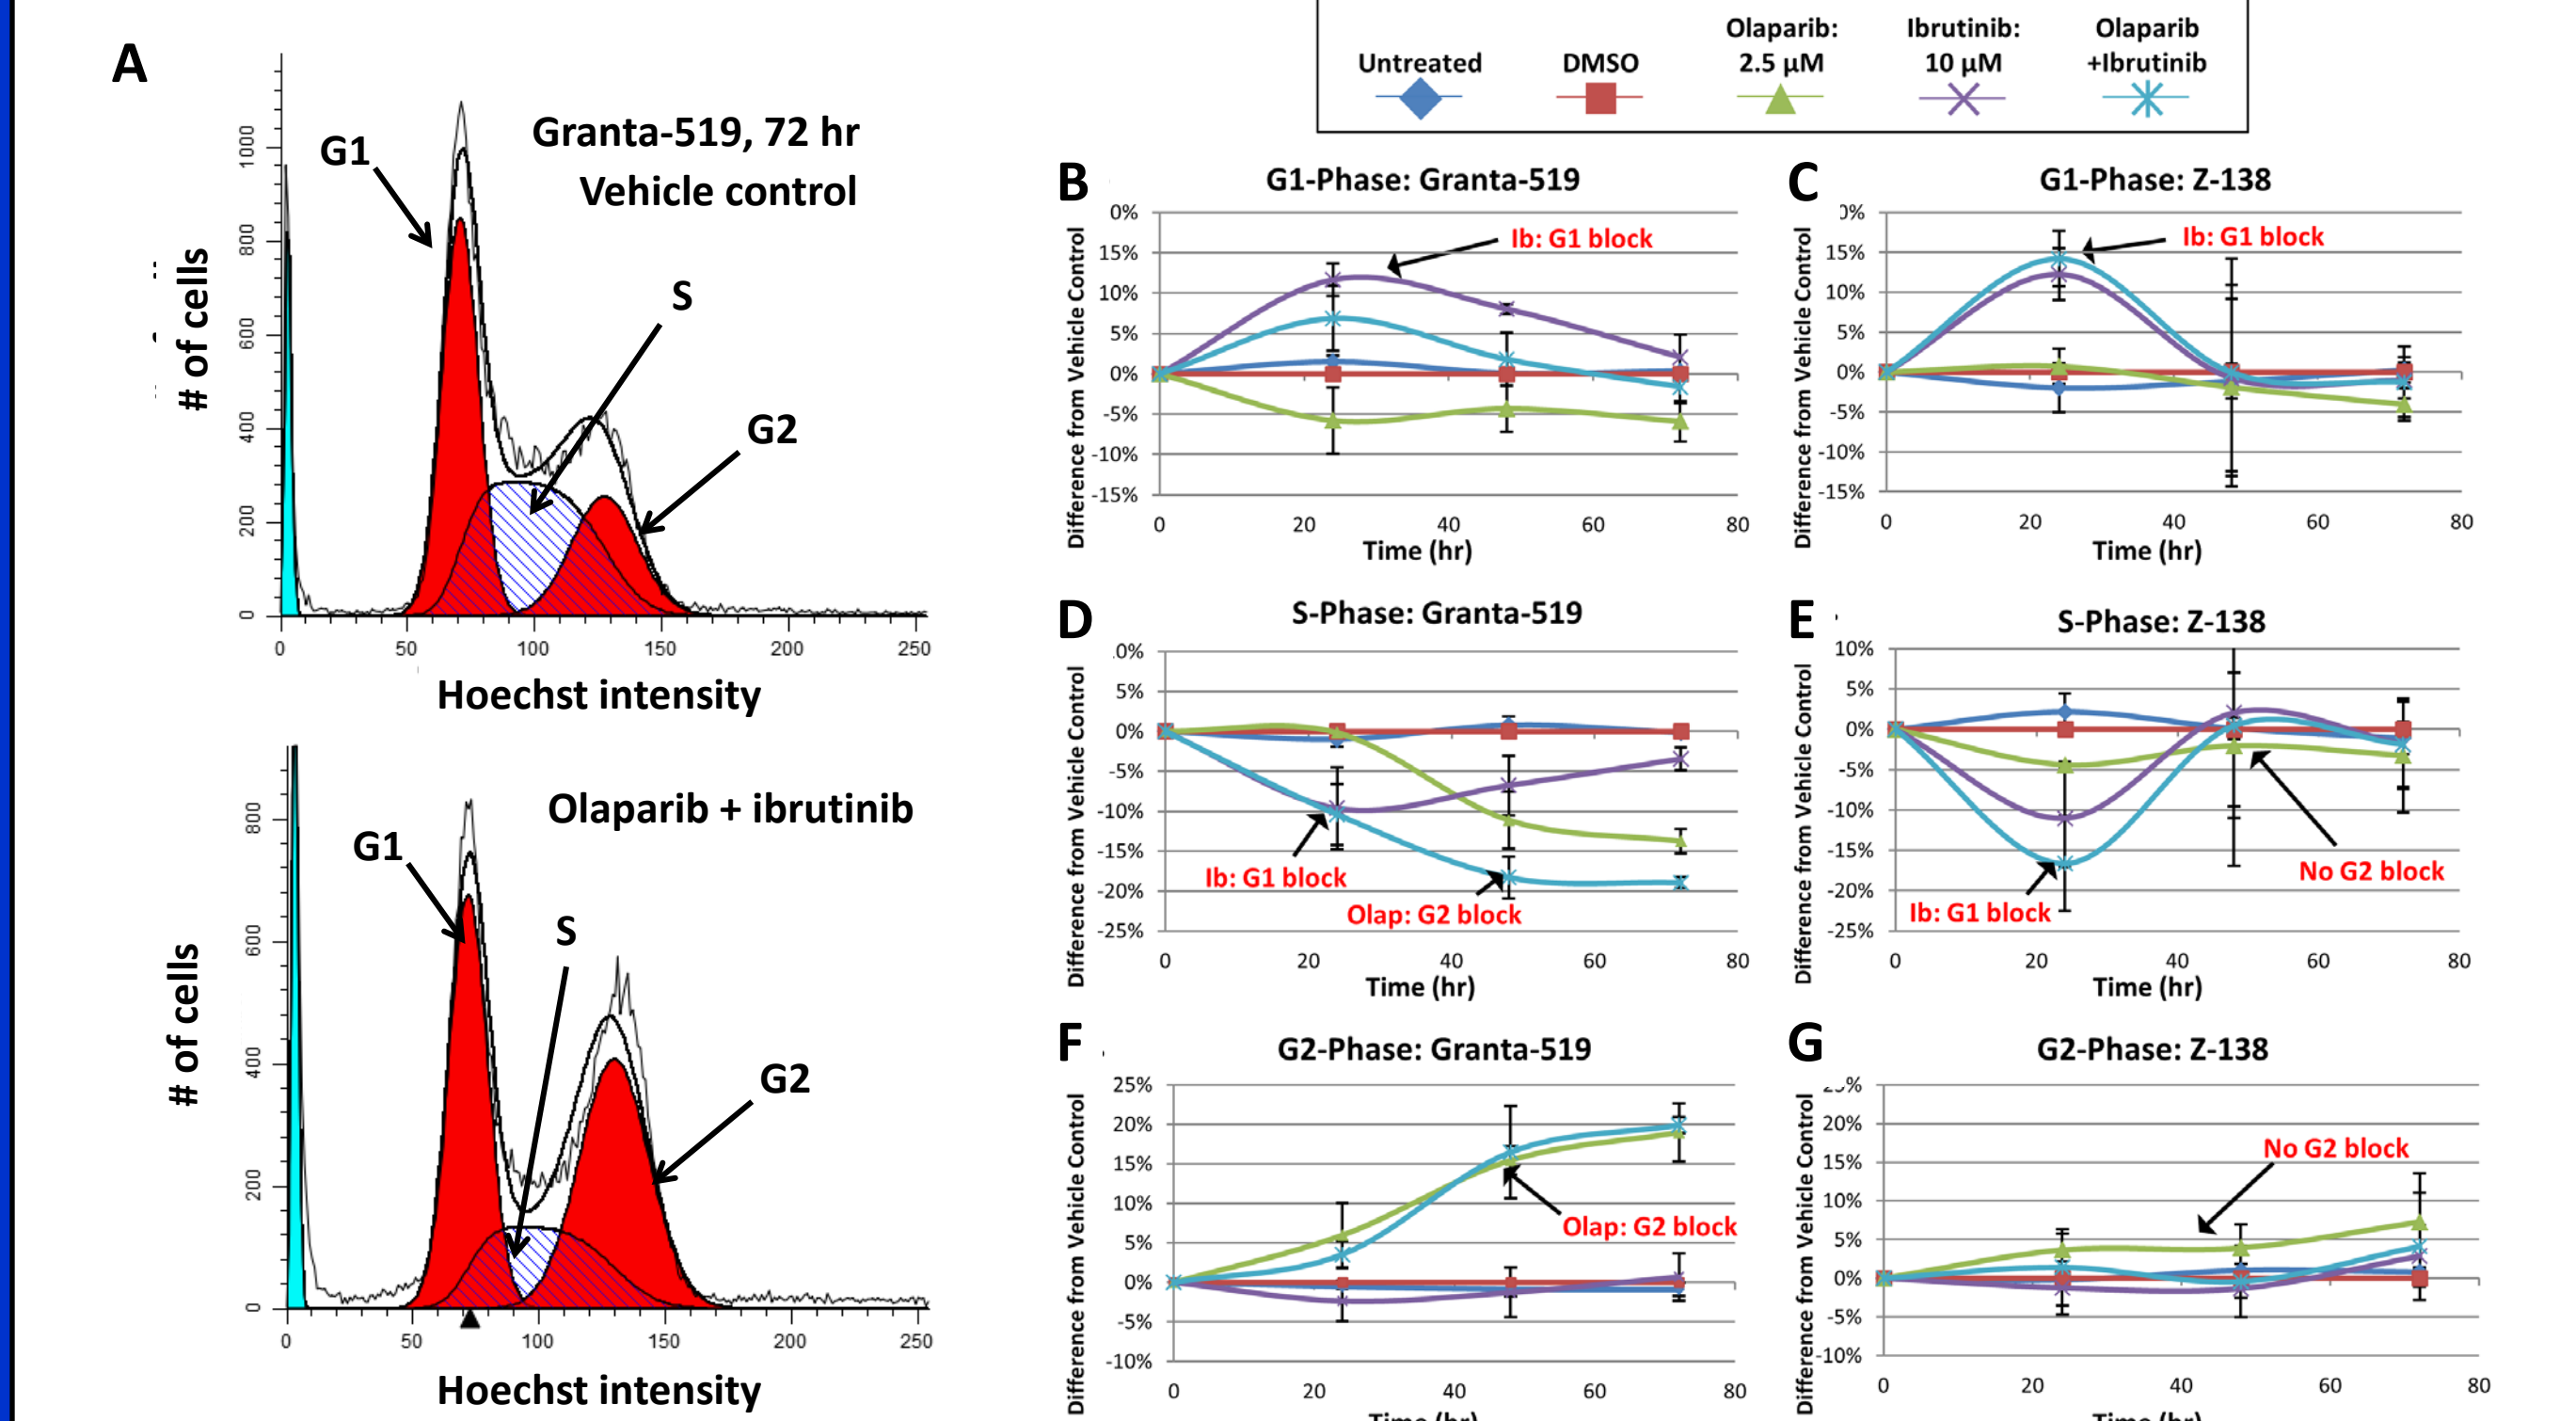 Untreated
DMSO
Olaparib:
2.5 µM
Ibrutinib:
10 µM
Olaparib
+Ibrutinib
A
Granta-519, 72 hr
Vehicle control
G1
S
G2
# of cells
1000
800
600
400
200
0
0 50 100 150 200 250
Hoechst intensity
Olaparib + ibrutinib
G1
S
G2
# of cells
800
600
400
200
0
0 50 100 150 200 250
Hoechst intensity
B
G1-Phase: Granta-519
Difference from Vehicle Control
0%
15%
10%
5%
0%
-5%
-10%
-15%
Ib: G1 block
0 20 40 60 80
Time (hr)
C
G1-Phase: Z-138
Difference from Vehicle Control
0%
15%
10%
5%
0%
-5%
-10%
-15%
Ib: G1 block
0 20 40 60 80
Time (hr)
D
S-Phase: Granta-519
Difference from Vehicle Control
0%
5%
0%
-5%
-10%
-15%
-20%
-25%
Ib: G1 block
Olap: G2 block
0 20 40 60 80
Time (hr)
E
S-Phase: Z-138
Difference from Vehicle Control
10%
5%
0%
-5%
-10%
-15%
-20%
-25%
No G2 block
Ib: G1 block
0 20 40 60 80
Time (hr)
F
G2-Phase: Granta-519
Difference from Vehicle Control
25%
20%
15%
10%
5%
0%
-5%
-10%
Olap: G2 block
0 20 40 60 80
Time (hr)
G
G2-Phase: Z-138
Difference from Vehicle Control
20%
15%
10%
5%
0%
-5%
-10%
No G2 block
0 20 40 60 80
Time (hr)